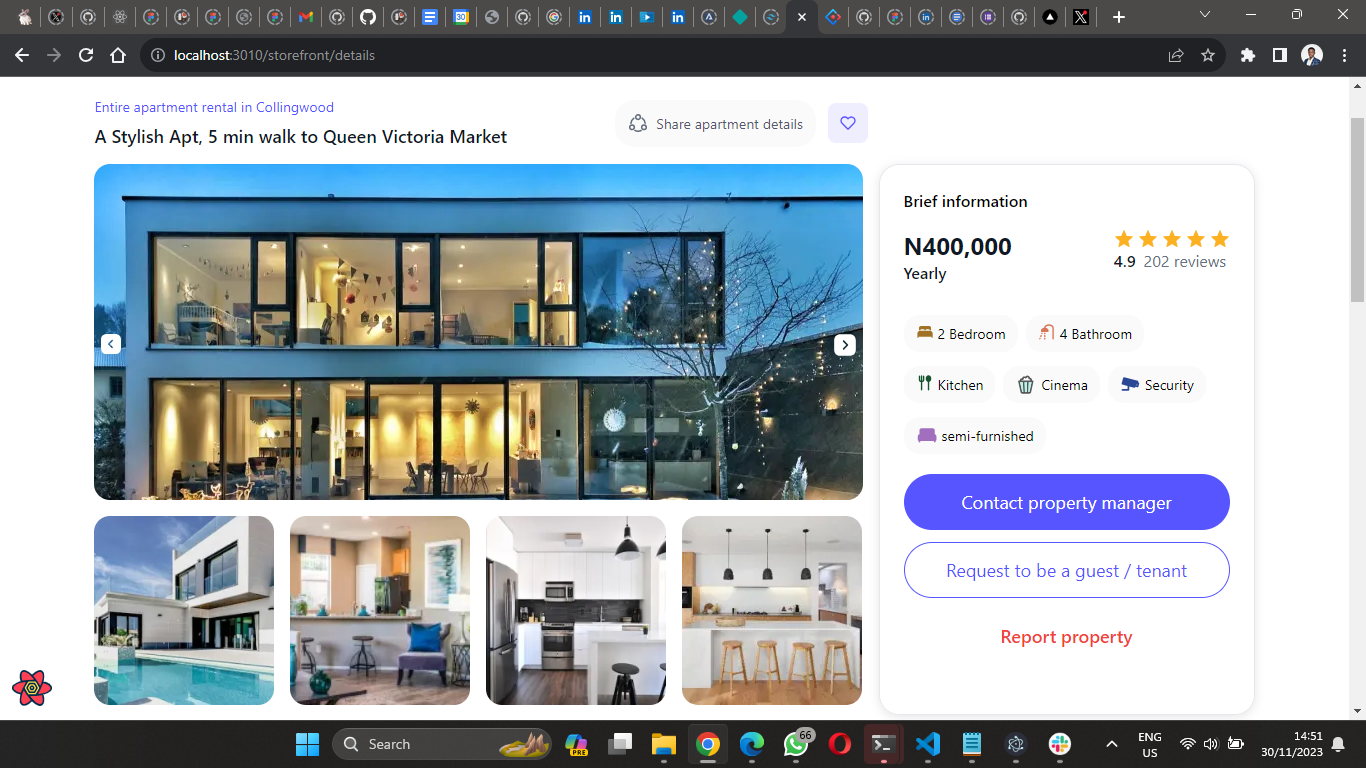 localhost:3010/storefront/details
Entire apartment rental in Collingwood
A Stylish Apt, 5 min walk to Queen Victoria Market
Share apartment details
Brief information
N400,000
Yearly
4.9 202 reviews
2 Bedroom
4 Bathroom
Kitchen
Cinema
Security
semi-furnished
Contact property manager
Request to be a guest / tenant
Report property
Search
PRE
66
ENG
US
14:51
30/11/2023